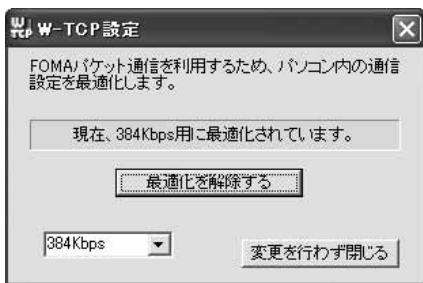 W-TCP設定
FOMAパケット通信を利用するため、パソコン内の通信
設定を最適化します。
現在、384Kbps用に最適化されています。
最適化を解除する
384Kbps
変更を行わず閉じる